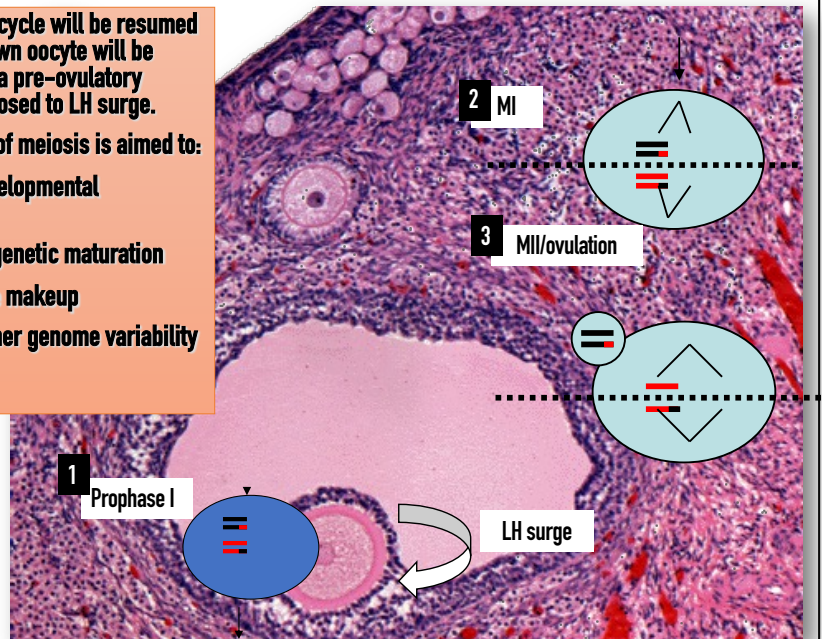 cycle will be resumed
wn oocyte will be
a pre-ovulatory
osed to LH surge.
of meiosis is aimed to:
elopmental
genetic maturation
makeup
er genome variability
2 MI
3 MII/ovulation
1 Prophase I
LH surge